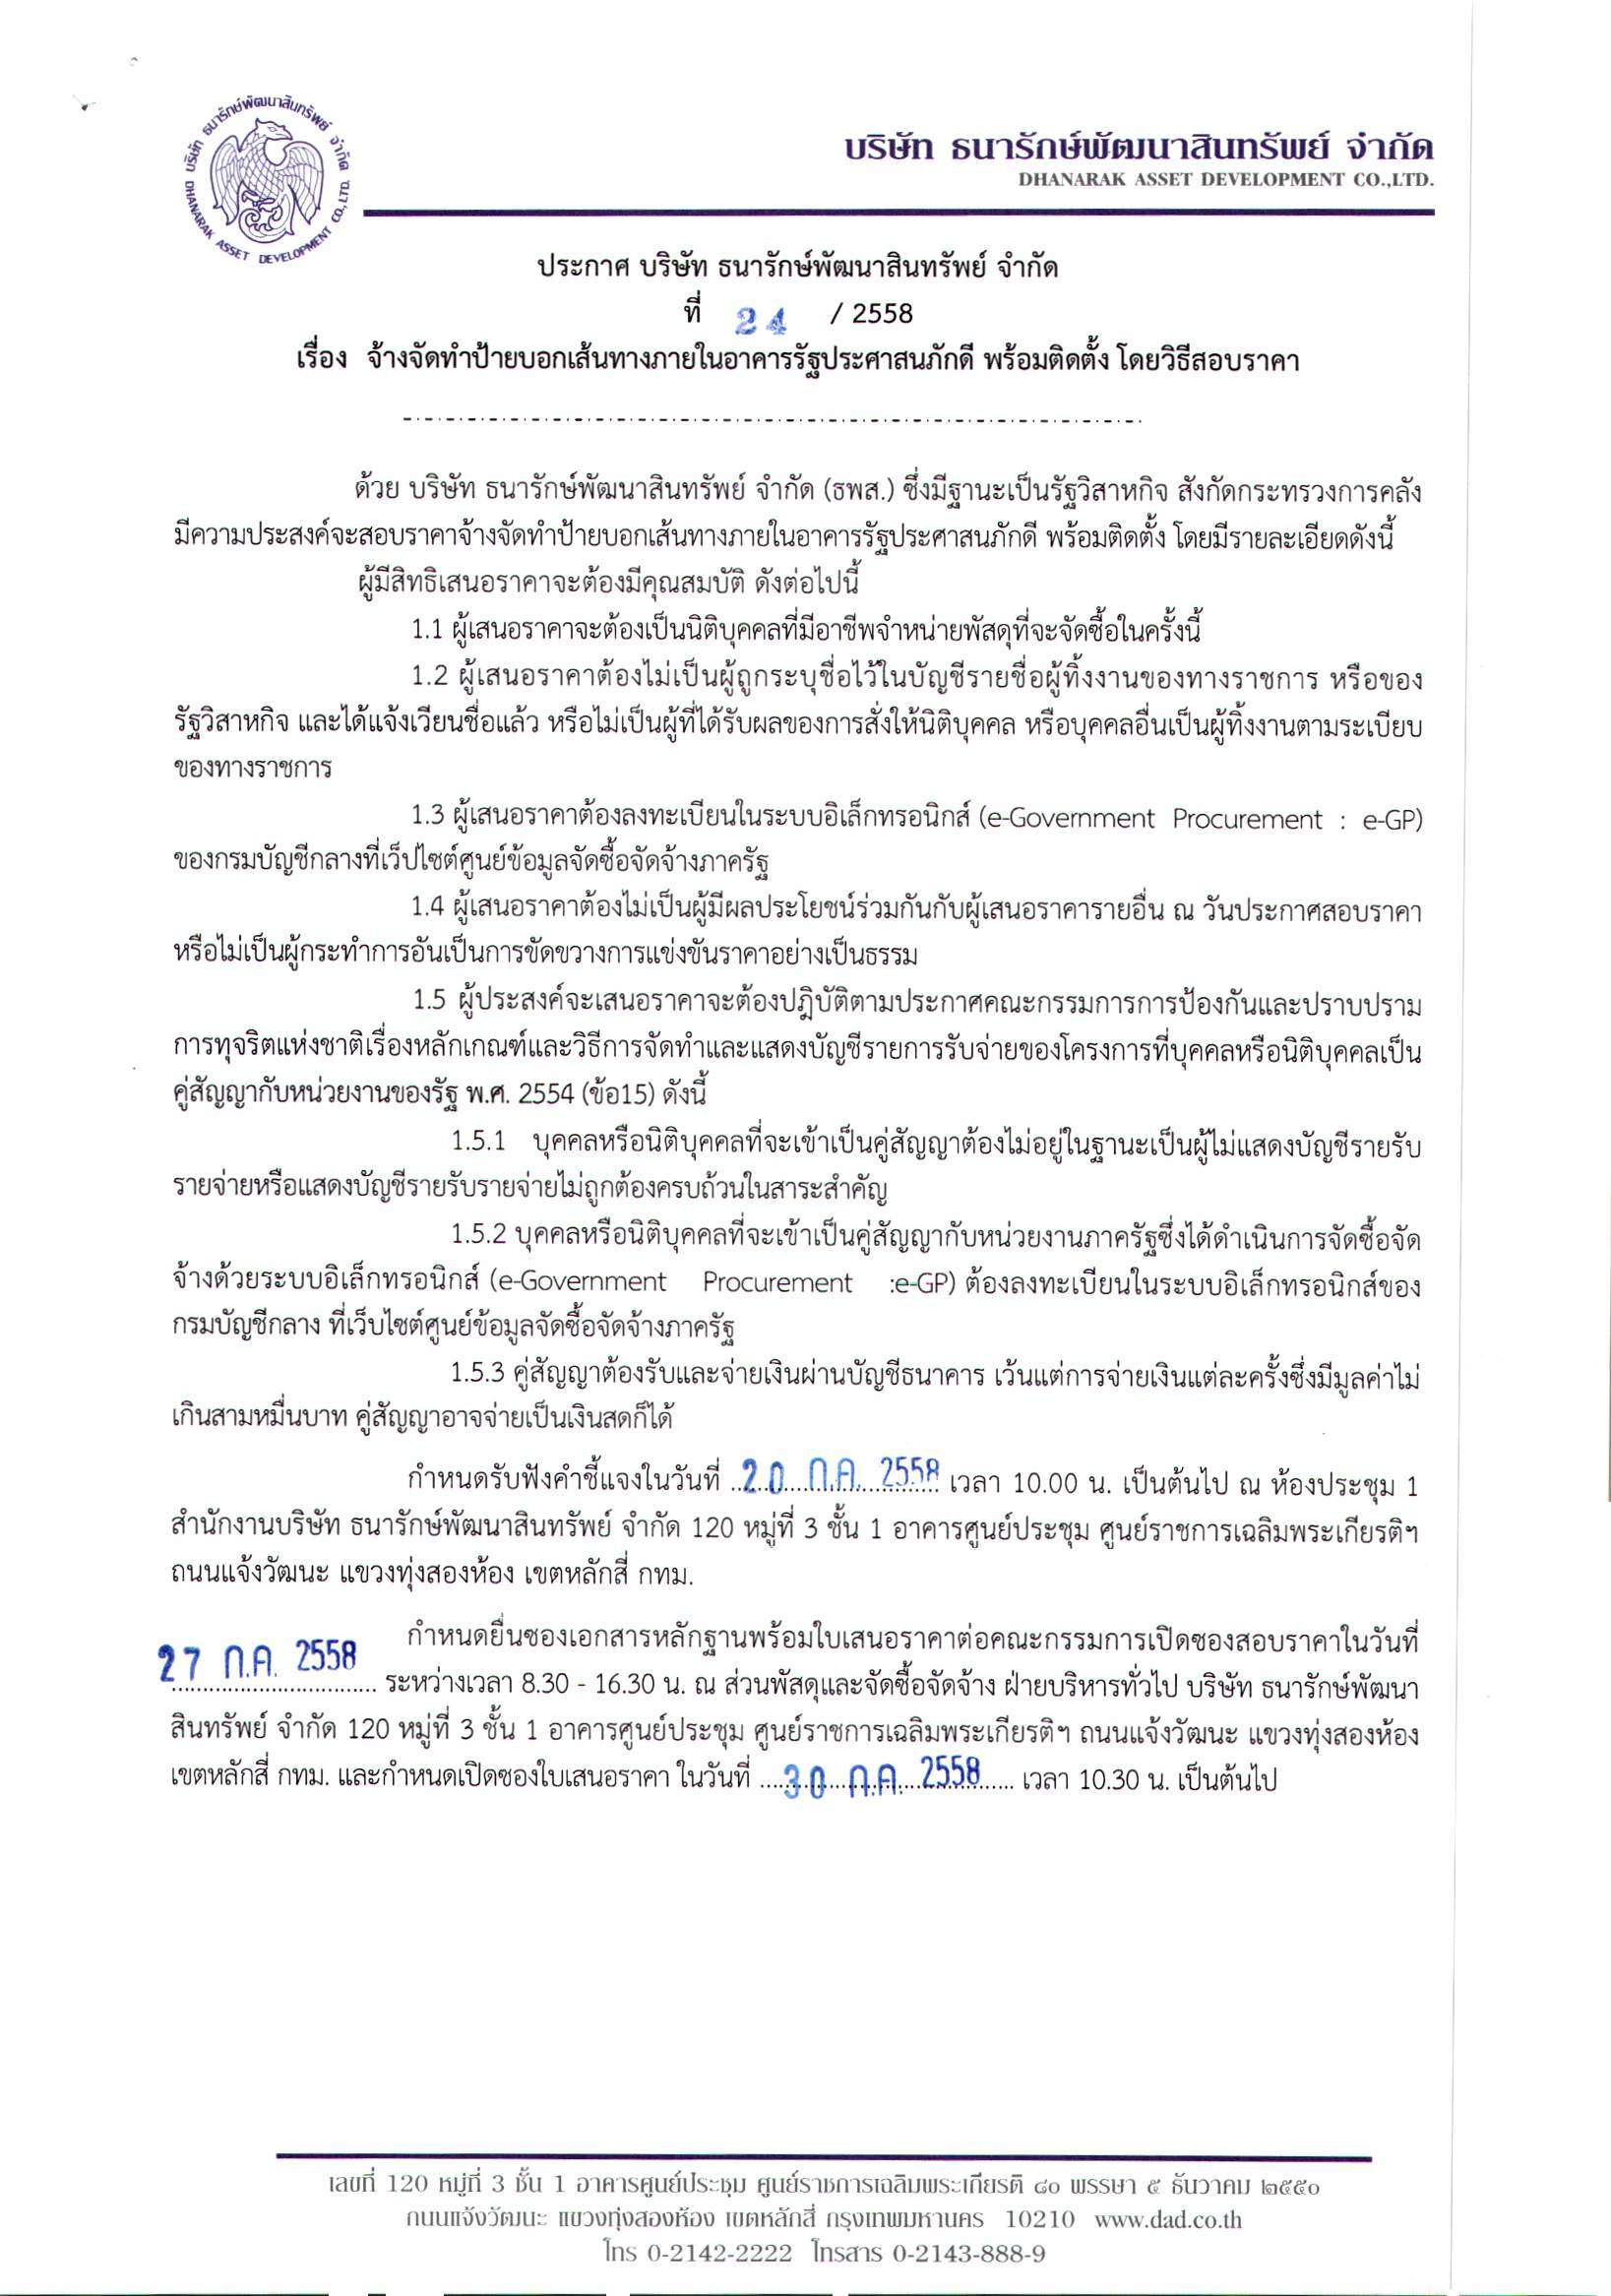 บริษัท ธนารักษ์พัฒนาสินทรัพย์ จำกัด
DHANARAK ASSET DEVELOPMENT CO.,LTD.
บริษัท ธนารักษ์พัฒนาสินทรัพย์ จำกัด
DHANARAK ASSET DEVELOPMENT CO.,LTD.
ประกาศ บริษัท ธนารักษ์พัฒนาสินทรัพย์ จำกัด
ที่ 24 / 2558
เรื่อง จ้างจัดทำป้ายบอกเส้นทางภายในอาคารรัฐประศาสนภักดี พร้อมติดตั้ง โดยวิธีสอบราคา
ด้วย บริษัท ธนารักษ์พัฒนาสินทรัพย์ จำกัด (ธพส.) ซึ่งมีฐานะเป็นรัฐวิสาหกิจ สังกัดกระทรวงการคลัง
มีความประสงค์จะสอบราคาจ้างจัดทำป้ายบอกเส้นทางภายในอาคารรัฐประศาสนภักดี พร้อมติดตั้ง โดยมีรายละเอียดดังนี้
ผู้มีสิทธิเสนอราคาจะต้องมีคุณสมบัติ ดังต่อไปนี้
1.1 ผู้เสนอราคาจะต้องเป็นนิติบุคคลที่มีอาชีพจำหน่ายพัสดุที่จะจัดซื้อในครั้งนี้
1.2 ผู้เสนอราคาต้องไม่เป็นผู้ถูกระบุชื่อไว้ในบัญชีรายชื่อผู้ทิ้งงานของทางราชการ หรือของ
รัฐวิสาหกิจ และได้แจ้งเวียนชื่อแล้ว หรือไม่เป็นผู้ที่ได้รับผลของการสั่งให้นิติบุคคล หรือบุคคลอื่นเป็นผู้ทิ้งงานตามระเบียบ
ของทางราชการ
1.3 ผู้เสนอราคาต้องลงทะเบียนในระบบอิเล็กทรอนิกส์ (e-Government Procurement : e-GP)
ของกรมบัญชีกลางที่เว็ปไซต์ศูนย์ข้อมูลจัดซื้อจัดจ้างภาครัฐ
1.4 ผู้เสนอราคาต้องไม่เป็นผู้มีผลประโยชน์ร่วมกันกับผู้เสนอราคารายอื่น ณ วันประกาศสอบราคา
หรือไม่เป็นผู้กระทำการอันเป็นการขัดขวางการแข่งขันราคาอย่างเป็นธรรม
1.5 ผู้ประสงค์จะเสนอราคาจะต้องปฏิบัติตามประกาศคณะกรรมการการป้องกันและปราบปราม
การทุจริตแห่งชาติเรื่องหลักเกณฑ์และวิธีการจัดทำและแสดงบัญชีรายการรับจ่ายของโครงการที่บุคคลหรือนิติบุคคลเป็น
คู่สัญญากับหน่วยงานของรัฐ พ.ศ. 2554 (ข้อ15) ดังนี้
1.5.1 บุคคลหรือนิติบุคคลที่จะเข้าเป็นคู่สัญญาต้องไม่อยู่ในฐานะเป็นผู้ไม่แสดงบัญชีรายรับ
รายจ่ายหรือแสดงบัญชีรายรับรายจ่ายไม่ถูกต้องครบถ้วนในสาระสำคัญ
1.5.2 บุคคลหรือนิติบุคคลที่จะเข้าเป็นคู่สัญญากับหน่วยงานภาครัฐซึ่งได้ดำเนินการจัดซื้อจัด
จ้างด้วยระบบอิเล็กทรอนิกส์ (e-Government Procurement :e-GP) ต้องลงทะเบียนในระบบอิเล็กทรอนิกส์ของ
กรมบัญชีกลาง ที่เว็บไซต์ศูนย์ข้อมูลจัดซื้อจัดจ้างภาครัฐ
1.5.3 คู่สัญญาต้องรับและจ่ายเงินผ่านบัญชีธนาคาร เว้นแต่การจ่ายเงินแต่ละครั้งซึ่งมีมูลค่าไม่
เกินสามหมื่นบาท คู่สัญญาอาจจ่ายเป็นเงินสดก็ได้
กำหนดรับฟังคำชี้แจงในวันที่ 20 ก.ค. 2558 เวลา 10.00 น. เป็นต้นไป ณ ห้องประชุม 1
สำนักงานบริษัท ธนารักษ์พัฒนาสินทรัพย์ จำกัด 120 หมู่ที่ 3 ชั้น 1 อาคารศูนย์ประชุม ศูนย์ราชการเฉลิมพระเกียรติฯ
ถนนแจ้งวัฒนะ แขวงทุ่งสองห้อง เขตหลักสี่ กทม.
กำหนดยื่นซองเอกสารหลักฐานพร้อมใบเสนอราคาต่อคณะกรรมการเปิดซองสอบราคาในวันที่
27 ก.ค. 2558 ระหว่างเวลา 8.30 - 16.30 น. ณ ส่วนพัสดุและจัดซื้อจัดจ้าง ฝ่ายบริหารทั่วไป บริษัท ธนารักษ์พัฒนา
สินทรัพย์ จำกัด 120 หมู่ที่ 3 ชั้น 1 อาคารศูนย์ประชุม ศูนย์ราชการเฉลิมพระเกียรติฯ ถนนแจ้งวัฒนะ แขวงทุ่งสองห้อง
เขตหลักสี่ กทม. และกำหนดเปิดซองใบเสนอราคา ในวันที่ 30 ก.ค. 2558 เวลา 10.30 น. เป็นต้นไป
เลขที่ 120 หมู่ที่ 3 ชั้น 1 อาคารศูนย์ประชุม ศูนย์ราชการเฉลิมพระเกียรติ ๘๐ พรรษา ๕ ธันวาคม ๒๕๕๐
ถนนแจ้งวัฒนะ แขวงทุ่งสองห้อง เขตหลักสี่ กรุงเทพมหานคร 10210 www.dad.co.th
โทร 0-2142-2222 โทรสาร 0-2143-888-9